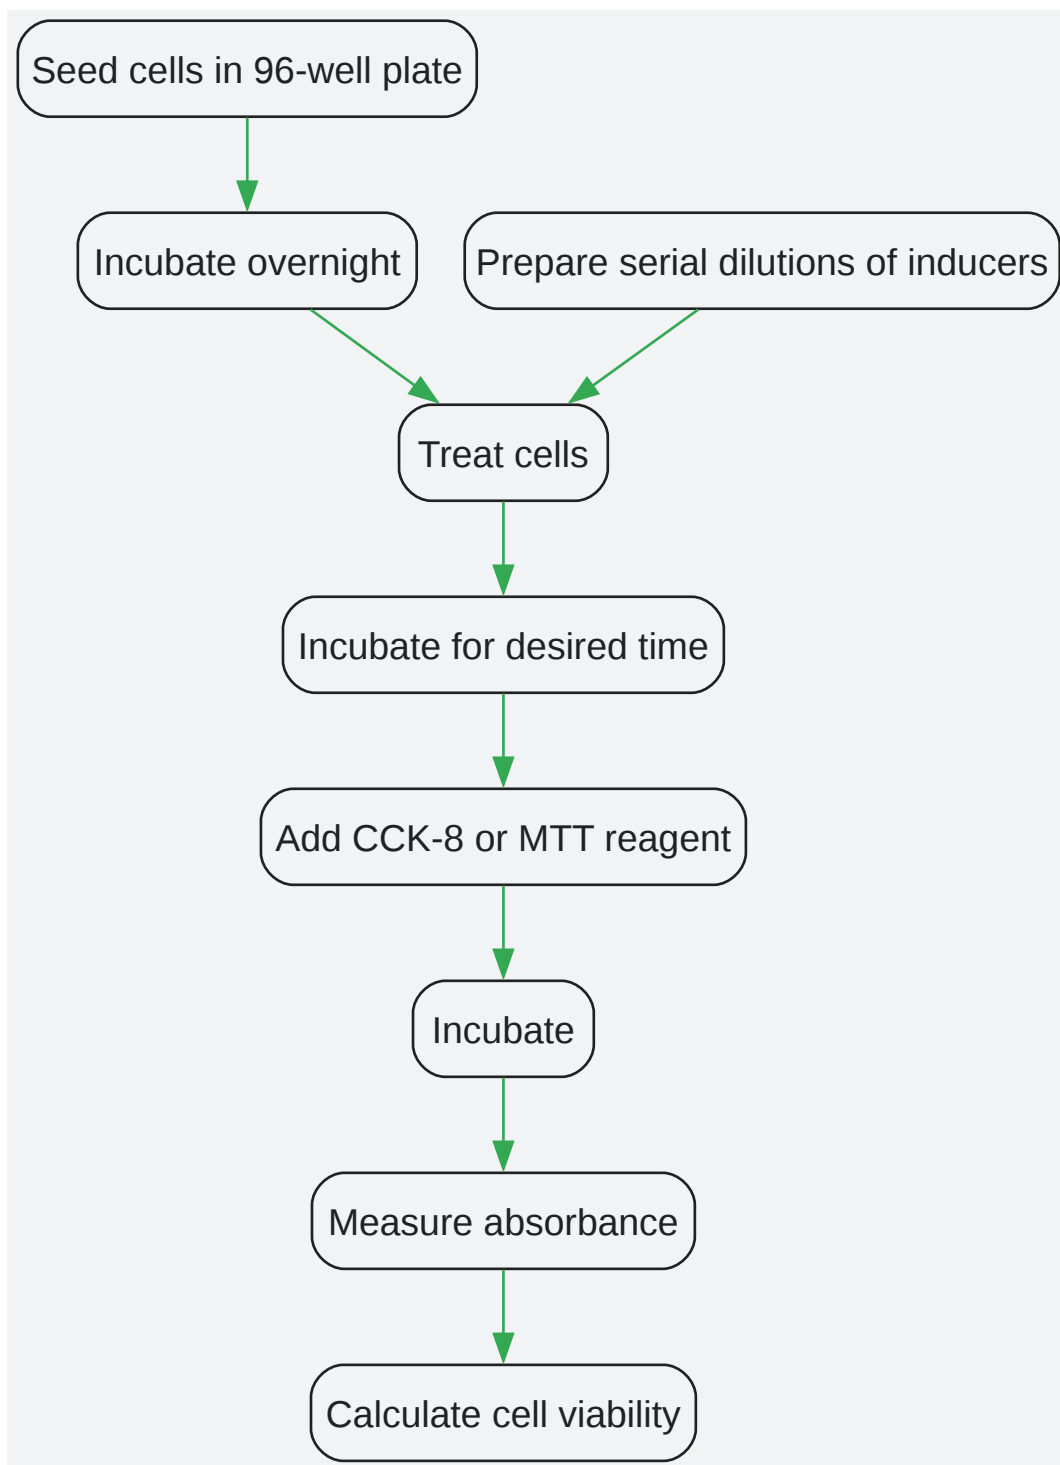 Seed cells in 96-well plate
Incubate overnight
Prepare serial dilutions of inducers
Treat cells
Incubate for desired time
Add CCK-8 or MTT reagent
Incubate
Measure absorbance
Calculate cell viability